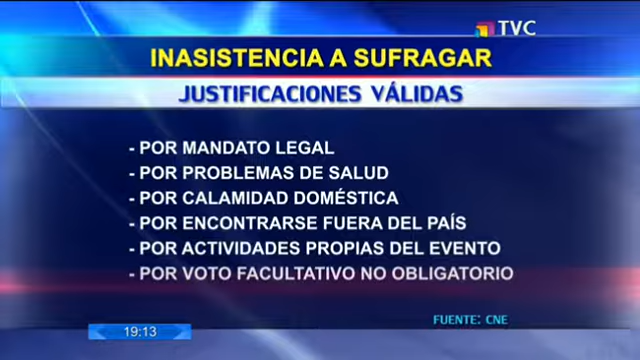 TVC
INASISTENCIA A SUFRAGAR
JUSTIFICACIONES VÁLIDAS
- POR MANDATO LEGAL
- POR PROBLEMAS DE SALUD
- POR CALAMIDAD DOMÉSTICA
- POR ENCONTRARSE FUERA DEL PAÍS
- POR ACTIVIDADES PROPIAS DEL EVENTO
- POR VOTO FACULTATIVO NO OBLIGATORIO
FUENTE: CNE
19:13